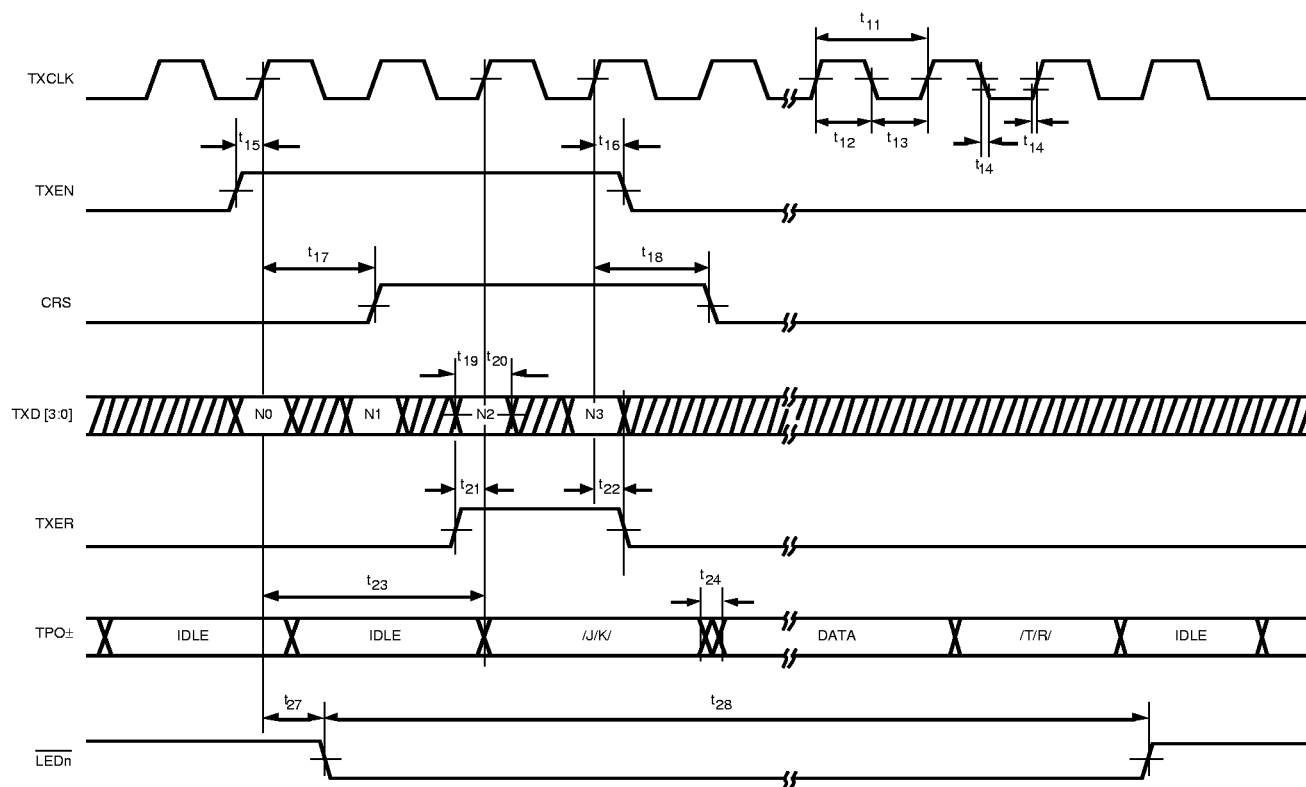 t11
TXCLK
t12 t13 t14 t14
t15 t16
TXEN
t17 t18
CRS
t19 t20
TXD [3:0] N0 N1 N2 N3
t21 t22
TXER
t23 t24
TPO± IDLE IDLE /J/K/ DATA /T/R/ IDLE
t27 t28
LEDn